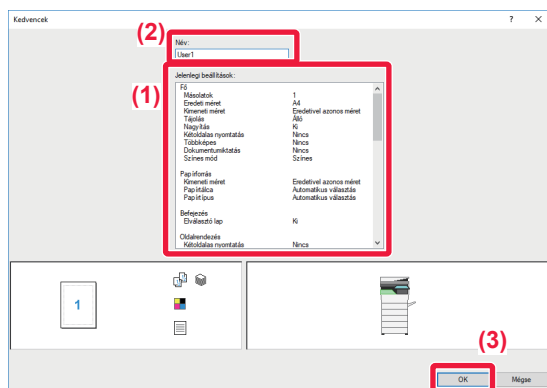 Kedvencek ? ×
(2)
Név:
User1
Jelenlegi beállítások:
(1)
Fő
Másolatok 1
Eredeti méret A4
Kimeneti méret Eredetivel azonos méret
Tájolás Álló
Nagyítás Ki
Kétoldalas nyomtatás Nincs
Többképes Nincs
Dokumentumiktatás Nincs
Színes mód Színes
Papírforrás
Kimeneti méret Eredetivel azonos méret
Papírtálca Automatikus választás
Papírtípus Automatikus választás
Befejezés
Elválasztó lap Ki
Oldalrendezés
Kétoldalas nyomtatás Nincs
1
(3)
OK Mégse